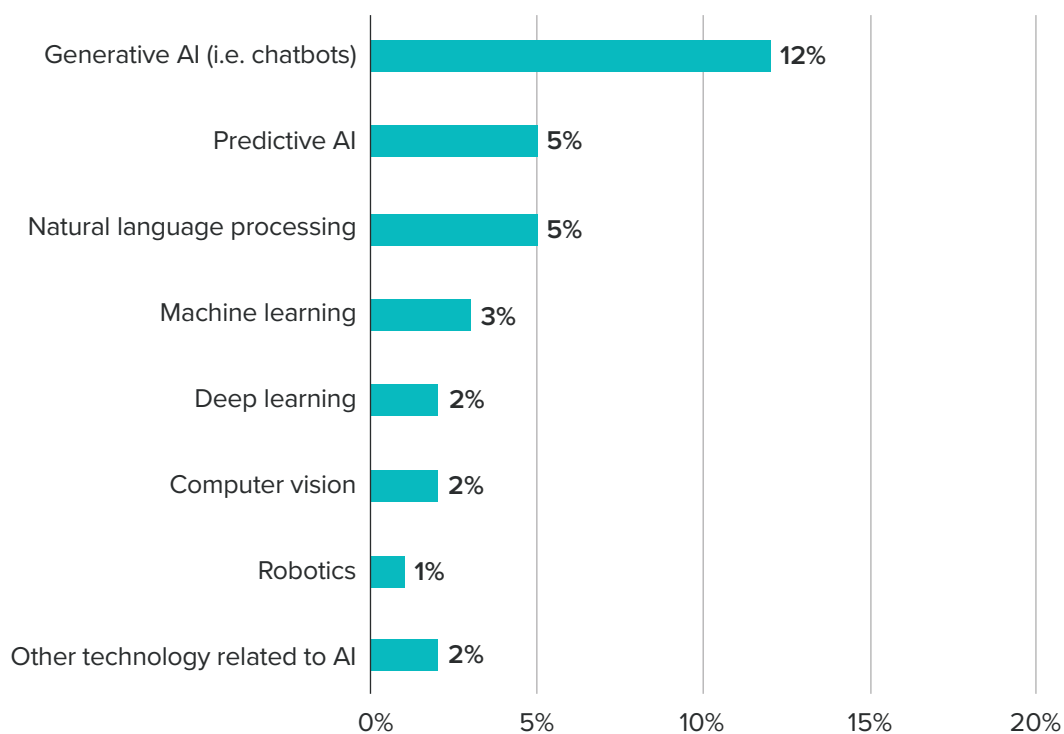 Generative AI (i.e. chatbots) 12%
Predictive AI 5%
Natural language processing 5%
Machine learning 3%
Deep learning 2%
Computer vision 2%
Robotics 1%
Other technology related to AI 2%
0% 5% 10% 15% 20%